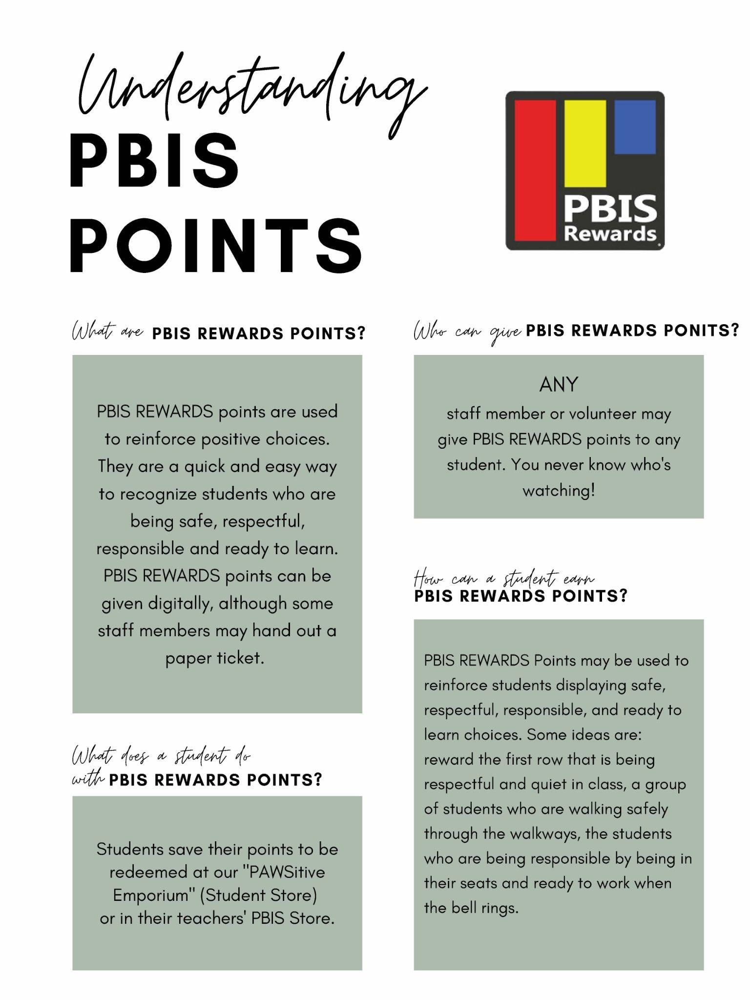 Understanding
PBIS
POINTS
PBIS
Rewards
What are PBIS REWARDS POINTS?
PBIS REWARDS points are used
to reinforce positive choices.
They are a quick and easy way
to recognize students who are
being safe, respectful,
responsible and ready to learn.
PBIS REWARDS points can be
given digitally, although some
staff members may hand out a
paper ticket.
What does a student do
with PBIS REWARDS POINTS?
Students save their points to be
redeemed at our "PAWSitive
Emporium" (Student Store)
or in their teachers' PBIS Store.
Who can give PBIS REWARDS PONITS?
ANY
staff member or volunteer may
give PBIS REWARDS points to any
student. You never know who's
watching!
How can a student earn
PBIS REWARDS POINTS?
PBIS REWARDS Points may be used to
reinforce students displaying safe,
respectful, responsible, and ready to
learn choices. Some ideas are:
reward the first row that is being
respectful and quiet in class, a group
of students who are walking safely
through the walkways, the students
who are being responsible by being in
their seats and ready to work when
the bell rings.